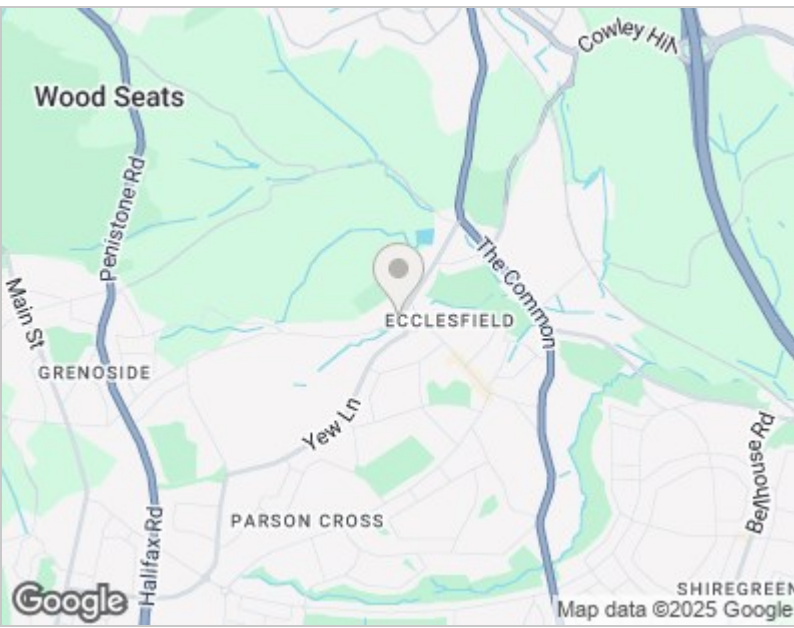 Cowley Hil
Wood Seats
Penistone Rd
The Common
Main St
ECCLESFIELD
GRENOSIDE
Yew Ln
Bellhouse Rd
PARSON CROSS
Halifax Rd
SHIREGREEN
Google
Map data ©2025 Google